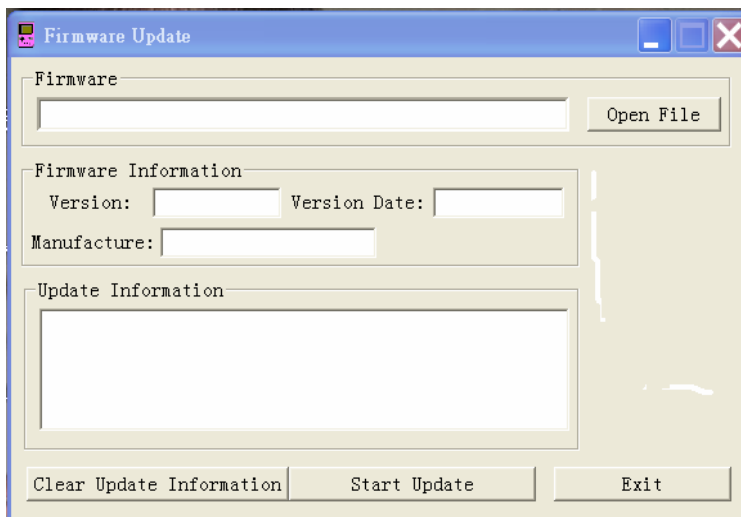 Firmware Update
Firmware
Open File
Firmware Information
Version: Version Date:
Manufacture:
Update Information
Clear Update Information Start Update Exit